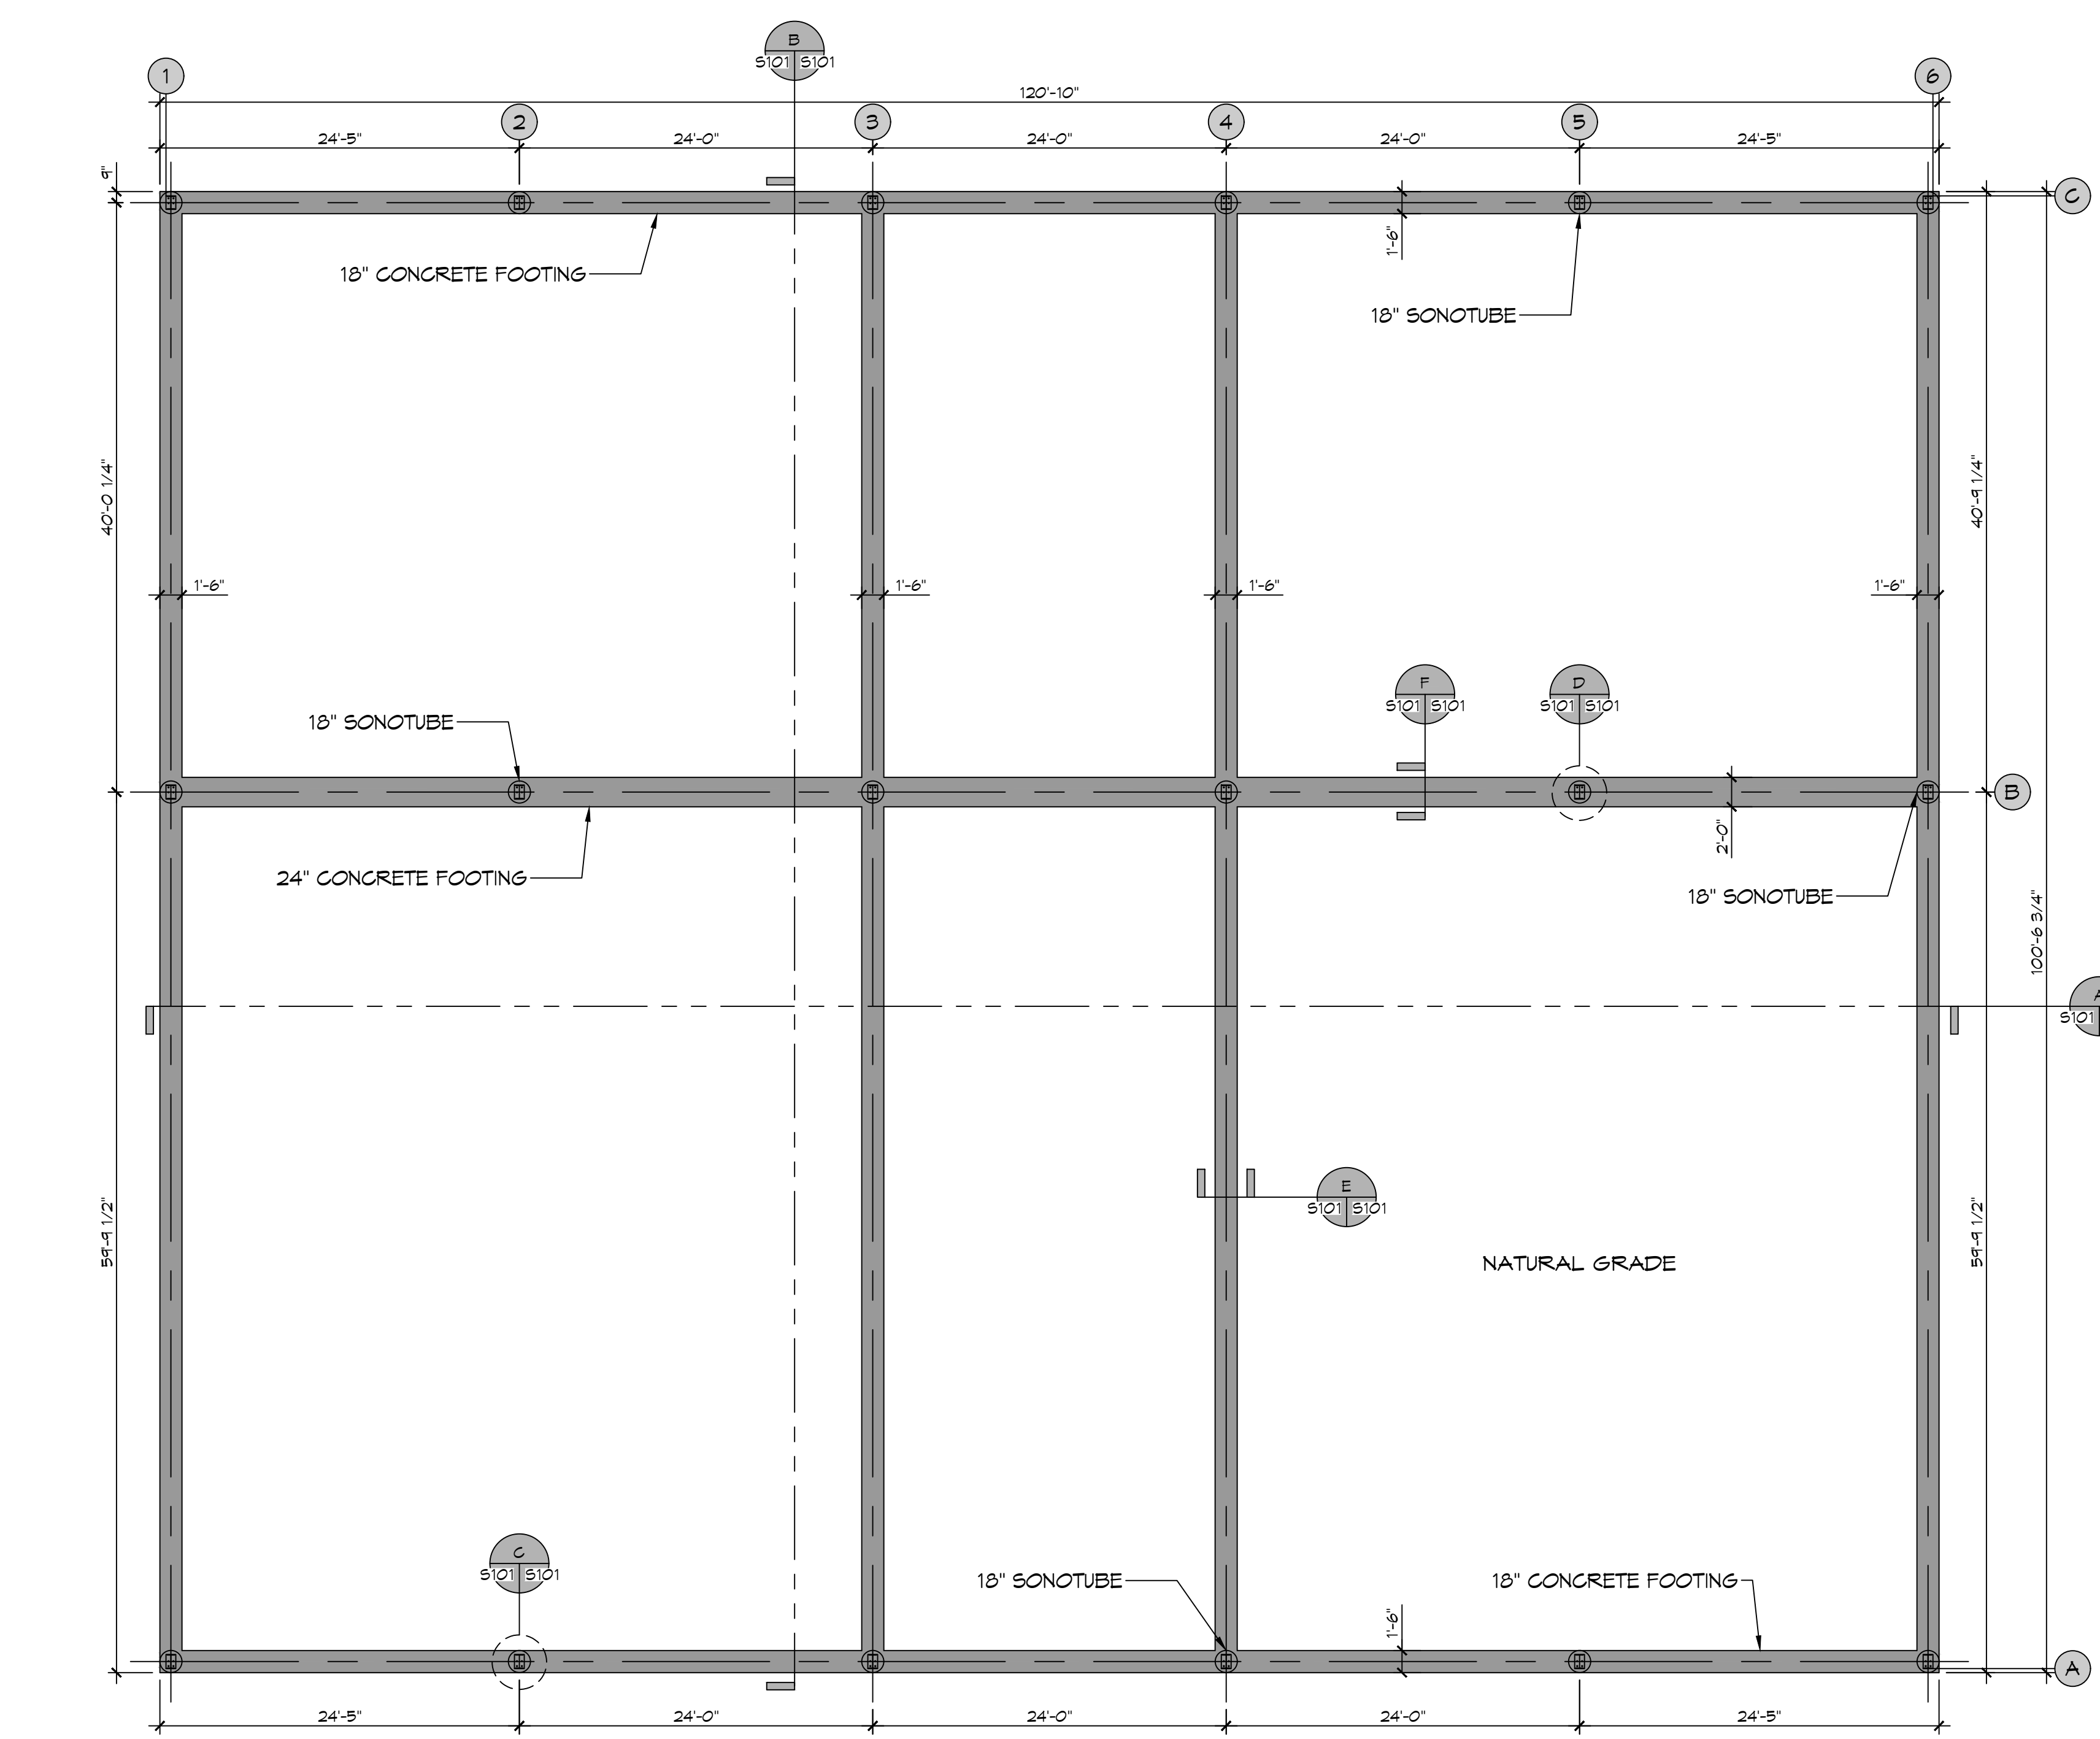 B
S101 S101
1
6
120'-10"
2
3
4
5
24'-5"
24'-0"
24'-0"
24'-0"
24'-5"
9"
C
1'-6"
18" CONCRETE FOOTING
18" SONOTUBE
40'-0 1/4"
40'-9 1/4"
1'-6"
1'-6"
1'-6"
1'-6"
F
S101 S101
D
S101 S101
18" SONOTUBE
B
2'-0"
24" CONCRETE FOOTING
18" SONOTUBE
100'-6 3/4"
A
S101
E
S101 S101
59'-9 1/2"
59'-9 1/2"
NATURAL GRADE
C
S101 S101
18" SONOTUBE
18" CONCRETE FOOTING
1'-6"
A
24'-5"
24'-0"
24'-0"
24'-0"
24'-5"